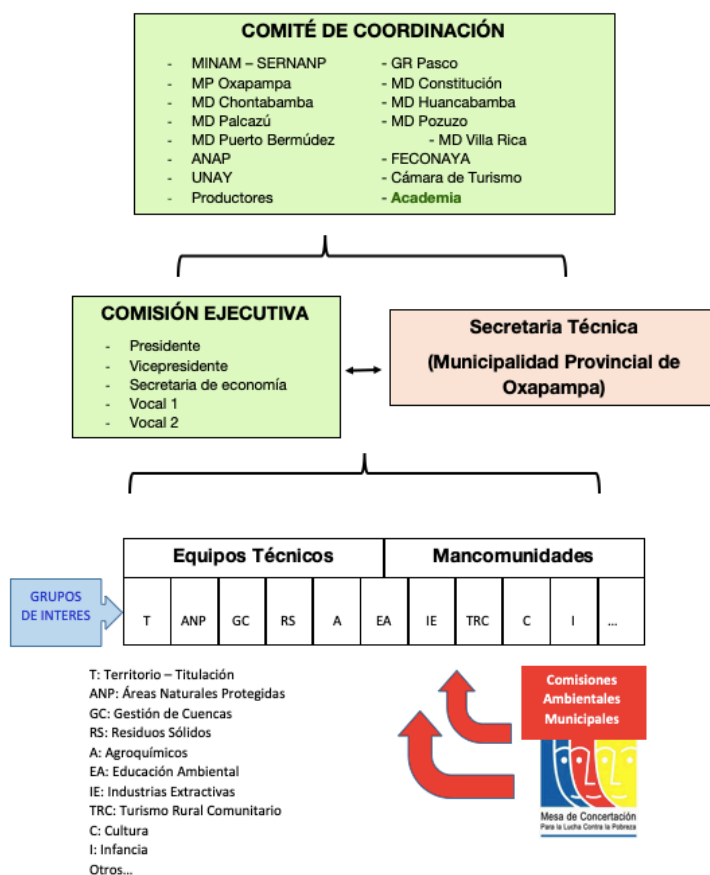 COMITÉ DE COORDINACIÓN
- MINAM – SERNANP - GR Pasco
- MP Oxapampa - MD Constitución
- MD Chontabamba - MD Huancabamba
- MD Palcazú - MD Pozuzo
- MD Puerto Bermúdez - MD Villa Rica
- ANAP - FECONAYA
- UNAY - Cámara de Turismo
- Productores - Academia
COMISIÓN EJECUTIVA
- Presidente
- Vicepresidente
- Secretaria de economía
- Vocal 1
- Vocal 2
Secretaria Técnica
(Municipalidad Provincial de
Oxapampa)
Equipos Técnicos Mancomunidades
GRUPOS
DE INTERES
T ANP GC RS A EA IE TRC C I ...
T: Territorio – Titulación
ANP: Áreas Naturales Protegidas
GC: Gestión de Cuencas
RS: Residuos Sólidos
A: Agroquímicos
EA: Educación Ambiental
IE: Industrias Extractivas
TRC: Turismo Rural Comunitario
C: Cultura
I: Infancia
Otros...
Comisiones
Ambientales
Municipales
Mesa de Concertación
Para la Lucha Contra la Pobreza